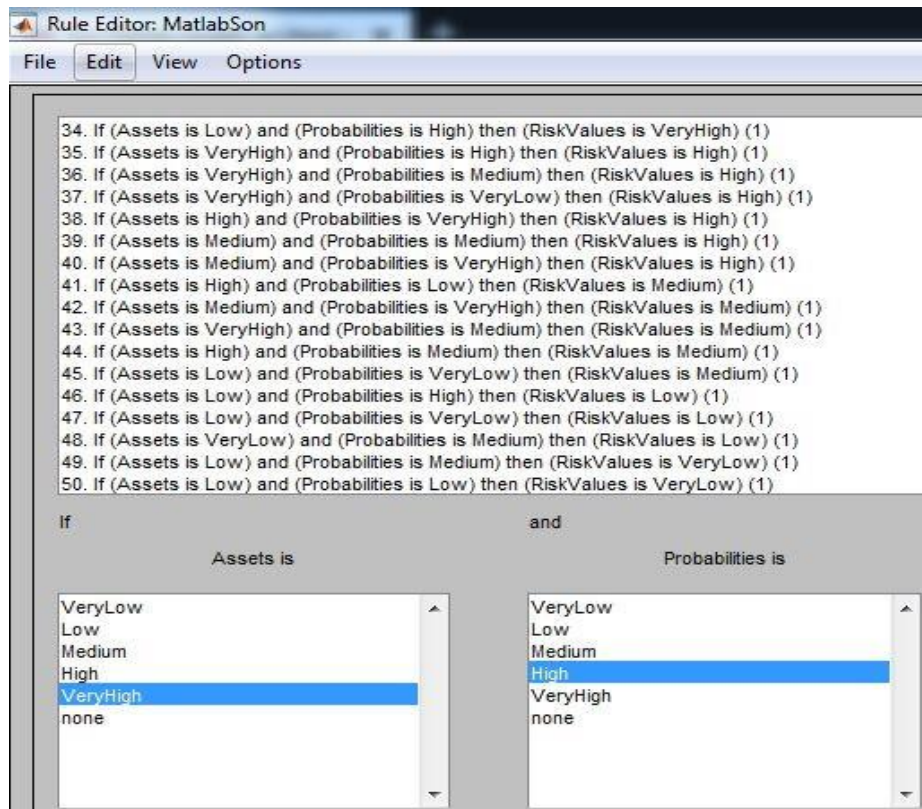 Rule Editor: MatlabSon
File Edit View Options
34. If (Assets is Low) and (Probabilities is High) then (RiskValues is VeryHigh) (1)
35. If (Assets is VeryHigh) and (Probabilities is High) then (RiskValues is High) (1)
36. If (Assets is VeryHigh) and (Probabilities is Medium) then (RiskValues is High) (1)
37. If (Assets is VeryHigh) and (Probabilities is VeryLow) then (RiskValues is High) (1)
38. If (Assets is High) and (Probabilities is VeryHigh) then (RiskValues is High) (1)
39. If (Assets is Medium) and (Probabilities is Medium) then (RiskValues is High) (1)
40. If (Assets is Medium) and (Probabilities is VeryHigh) then (RiskValues is High) (1)
41. If (Assets is High) and (Probabilities is Low) then (RiskValues is Medium) (1)
42. If (Assets is Medium) and (Probabilities is VeryHigh) then (RiskValues is Medium) (1)
43. If (Assets is VeryHigh) and (Probabilities is Medium) then (RiskValues is Medium) (1)
44. If (Assets is High) and (Probabilities is Medium) then (RiskValues is Medium) (1)
45. If (Assets is Low) and (Probabilities is VeryLow) then (RiskValues is Medium) (1)
46. If (Assets is Low) and (Probabilities is High) then (RiskValues is Low) (1)
47. If (Assets is Low) and (Probabilities is VeryLow) then (RiskValues is Low) (1)
48. If (Assets is VeryLow) and (Probabilities is Medium) then (RiskValues is Low) (1)
49. If (Assets is Low) and (Probabilities is Medium) then (RiskValues is VeryLow) (1)
50. If (Assets is Low) and (Probabilities is Low) then (RiskValues is VeryLow) (1)
If
Assets is
VeryLow
Low
Medium
High
VeryHigh
none
and
Probabilities is
VeryLow
Low
Medium
High
VeryHigh
none